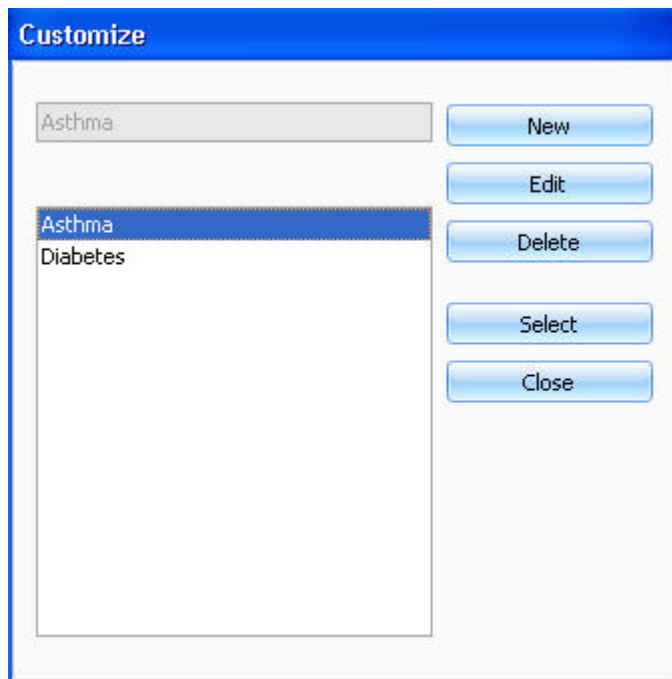 Customize
Asthma
New
Edit
Asthma
Delete
Diabetes
Select
Close